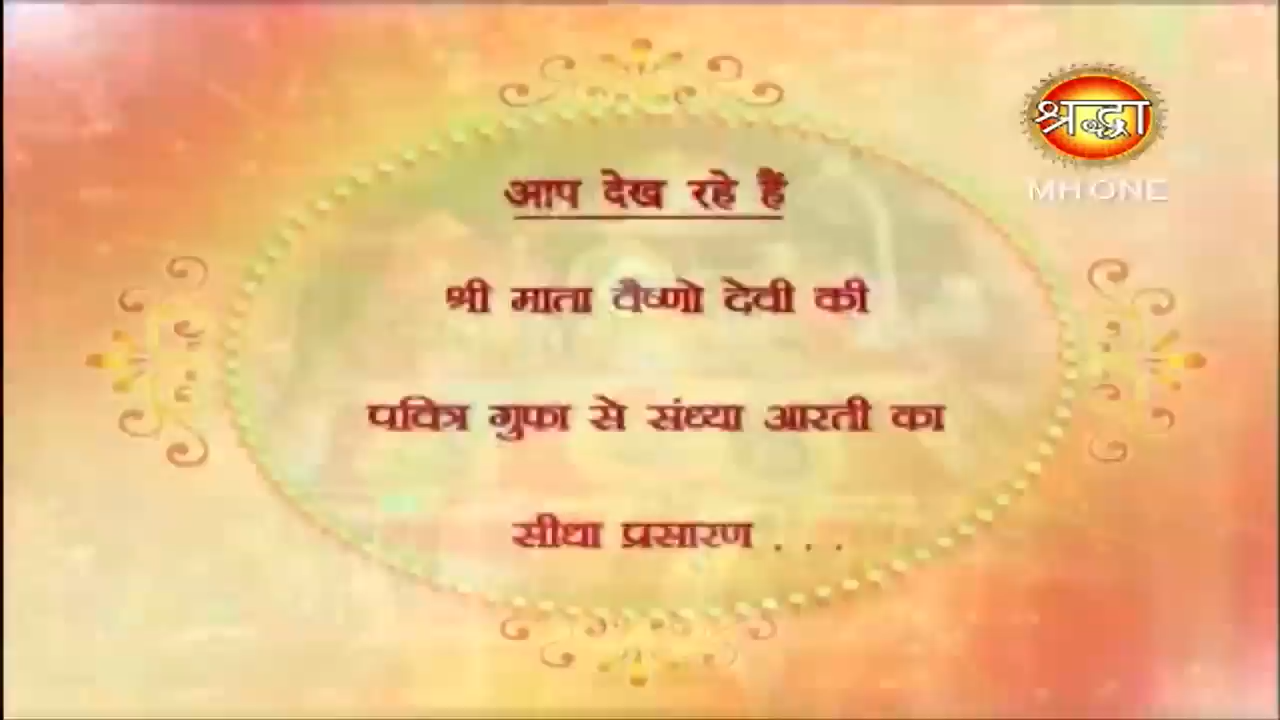 श्रद्धा
MH ONE
आप देख रहे हैं
श्री माता वैष्णो देवी की
पवित्र गुफा से संध्या आरती का
सीधा प्रसारण . . .